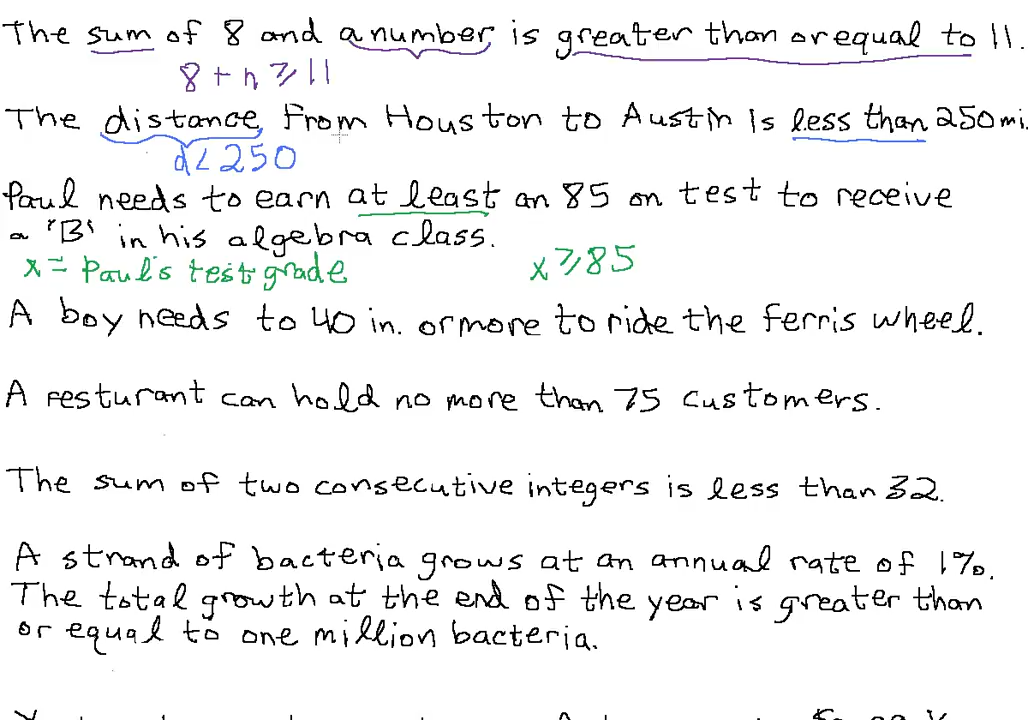 The sum of 8 and a number is greater than or equal to 11.
8 + n ≥ 11
The distance from Houston to Austin is less than 250 mi.
d < 250
Paul needs to earn at least an 85 on test to receive
a 'B' in his algebra class.
x = Paul's test grade x ≥ 85
A boy needs to 40 in. or more to ride the ferris wheel.
A resturant can hold no more than 75 customers.
The sum of two consecutive integers is less than 32.
A strand of bacteria grows at an annual rate of 1%.
The total growth at the end of the year is greater than
or equal to one million bacteria.